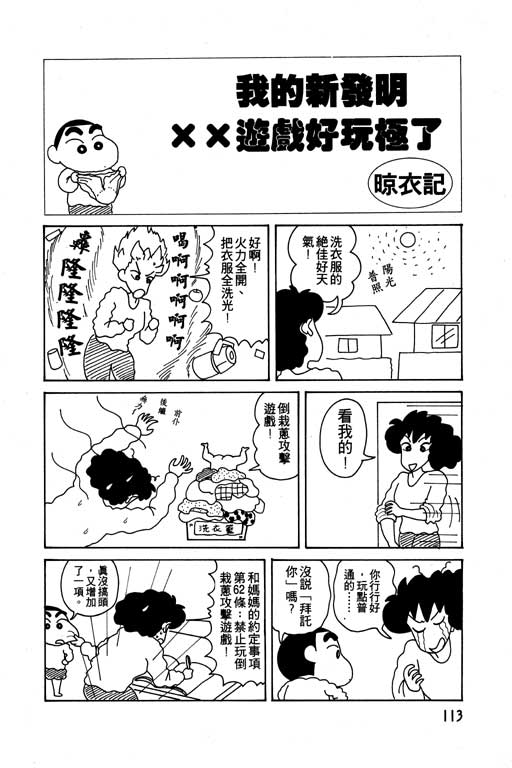 我的新發明
××遊戲好玩極了
晾衣記
洗衣服的
絕佳好天
氣！
陽光
普照
好啊！
火力全開、
把衣服全洗光！
喝啊啊啊啊啊
隆隆隆隆
看我的！
倒栽蔥攻擊
遊戲！
洗衣籃
前仆
後繼
你行行好
，玩點普
通的……
沒說「拜託
你」嗎？
和媽媽的約定事項
第62條：禁止玩倒
栽蔥攻擊遊戲！
真沒搞頭
，又增加
了一項。
113